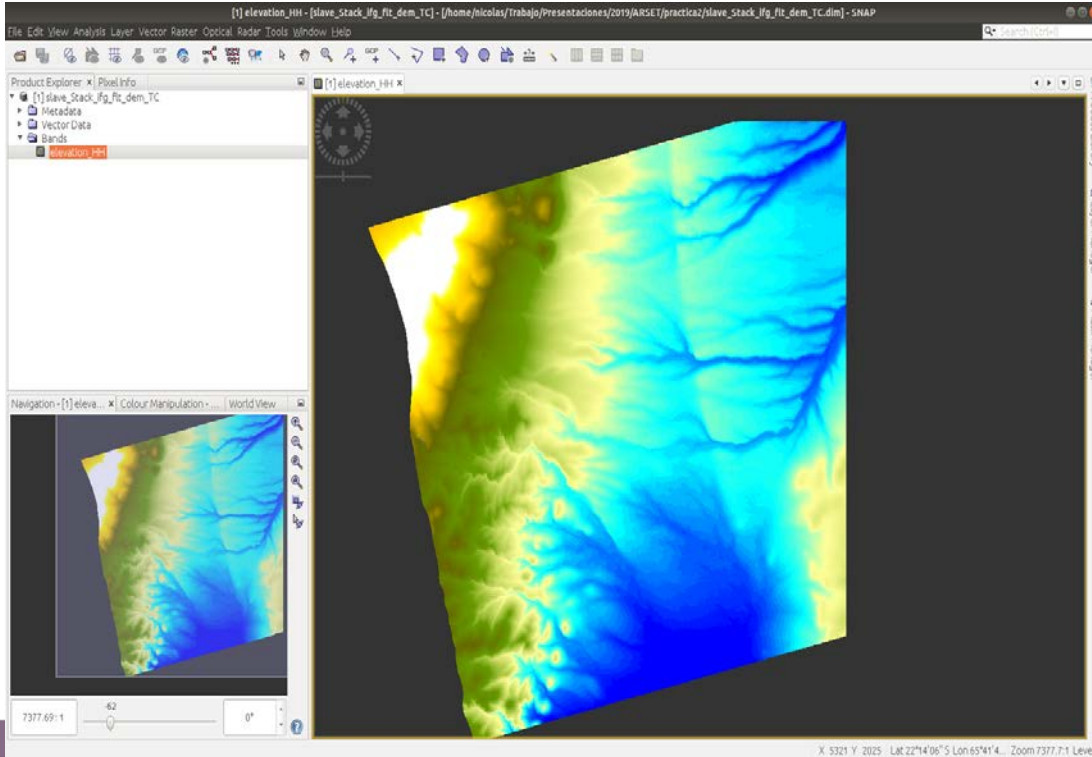 [1] elevation_HH - [slave_Stack_ifg_dem_TC] - [/home/nicolas/Trabajo/Presentaciones/2019/ARSET/practica2/slave_Stack_ifg_flt_dem_TC.dim] - SNAP
File Edit View Analysis Layer Vector Raster Optical Radar Tools Window Help
Search (Ctrl+I)
GCP GCP
Product Explorer x Pixel Info
[1] elevation_HH x
[1] slave_Stack_ifg_flt_dem_TC
Metadata
Vector Data
Bands
elevation_HH
Navigation - [1] eleva... x Colour Manipulation - ... World View
7377.69 : 1
-62
0°
X 5321 Y 2025 Lat 22°14'06" S Lon 65°41'4... Zoom 7377.7:1 Leve